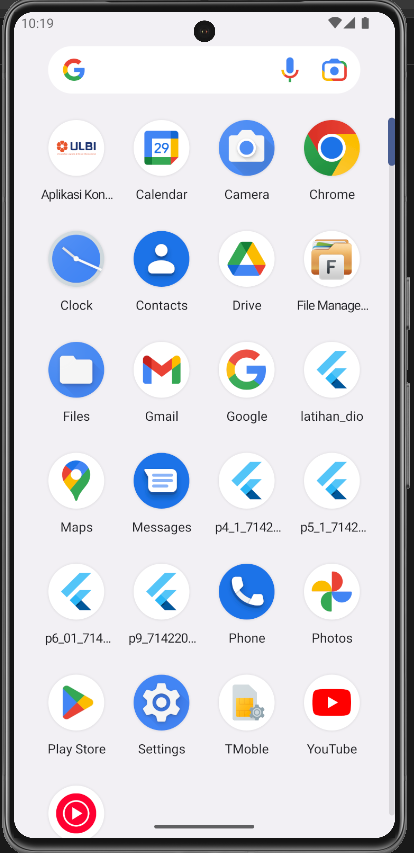 10:19
ULBI
Aplikasi Kon...
29
Calendar
Camera
Chrome
Clock
Contacts
Drive
F
File Manage...
Files
Gmail
Google
latihan_dio
Maps
Messages
p4_1_7142...
p5_1_7142...
p6_01_714...
p9_714220...
Phone
Photos
Play Store
Settings
TMoble
YouTube